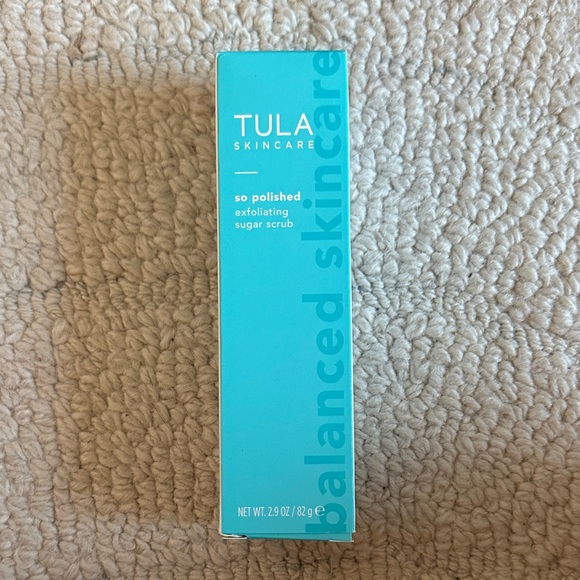 TULA
SKINCARE
so polished
exfoliating
sugar scrub
balanced skincare
NET WT. 2.9 OZ / 82 g ℮